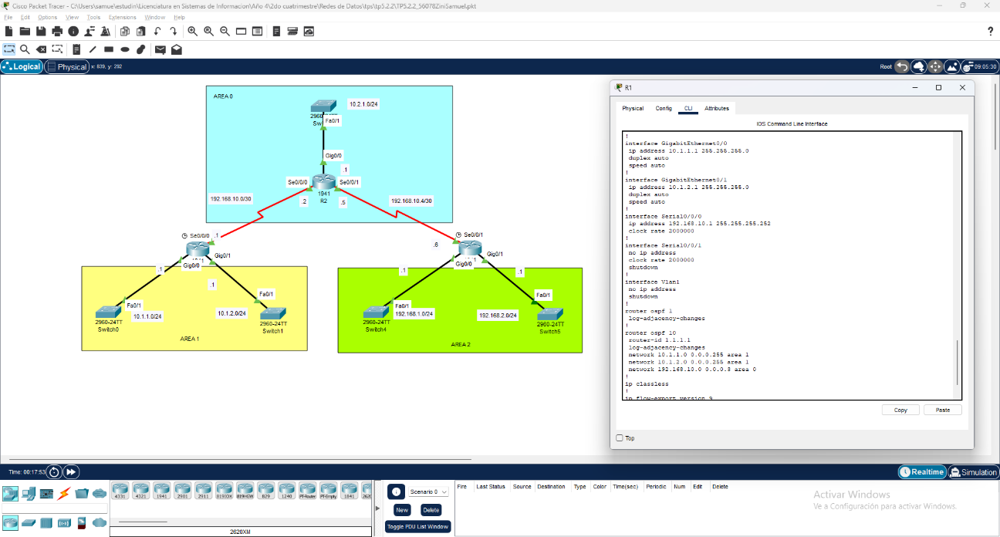 Cisco Packet Tracer - C:\Users\samue\estudin\Licenciatura en Sistemas de Informacion\Año 4\2do cuatrimestre\Redes de Datos\tps\tp5.2.2\TP5.2.2_56078ZiniSamuel.pkt
File Edit Options View Tools Extensions Window Help
?
Logical Physical x: 839, y: 292
Root 09:05:30
AREA 0
10.2.1.0/24
Fa0/1
Gig0/0
.1
Se0/0/0
Se0/0/1
1941
R2
.2
.5
192.168.10.0/30
192.168.10.4/30
Se0/0/0
.1
Gig0/1
Gig0/0
.1
.1
Se0/0/1
.6
Gig0/1
Gig0/0
.1
.1
Fa0/1
10.1.1.0/24
2960-24TT
Switch0
Fa0/1
10.1.2.0/24
2960-24TT
Switch1
AREA 1
Fa0/1
192.168.1.0/24
2960-24TT
Switch4
Fa0/1
192.168.2.0/24
2960-24TT
Switch5
AREA 2
R1
Physical Config CLI Attributes
IOS Command Line Interface
!
interface GigabitEthernet0/0
ip address 10.1.1.1 255.255.255.0
duplex auto
speed auto
!
interface GigabitEthernet0/1
ip address 10.1.2.1 255.255.255.0
duplex auto
speed auto
!
interface Serial0/0/0
ip address 192.168.10.1 255.255.255.252
clock rate 2000000
!
interface Serial0/0/1
no ip address
clock rate 2000000
shutdown
!
interface Vlan1
no ip address
shutdown
!
router ospf 1
log-adjacency-changes
!
router ospf 10
router-id 1.1.1.1
log-adjacency-changes
network 10.1.1.0 0.0.0.255 area 1
network 10.1.2.0 0.0.0.255 area 1
network 192.168.10.0 0.0.0.3 area 0
!
ip classless
!
ip flow-export version 9
Copy Paste
Top
Time: 00:17:53
Realtime Simulation
4331 4321 1941 2901 2911 819IOX 819HGW 829 1240 PT-Router PT-Empty 1841
2620XM
Scenario 0
New Delete
Toggle PDU List Window
Fire Last Status Source Destination Type Color Time(sec) Periodic Num Edit Delete
Activar Windows
Ve a Configuración para activar Windows.